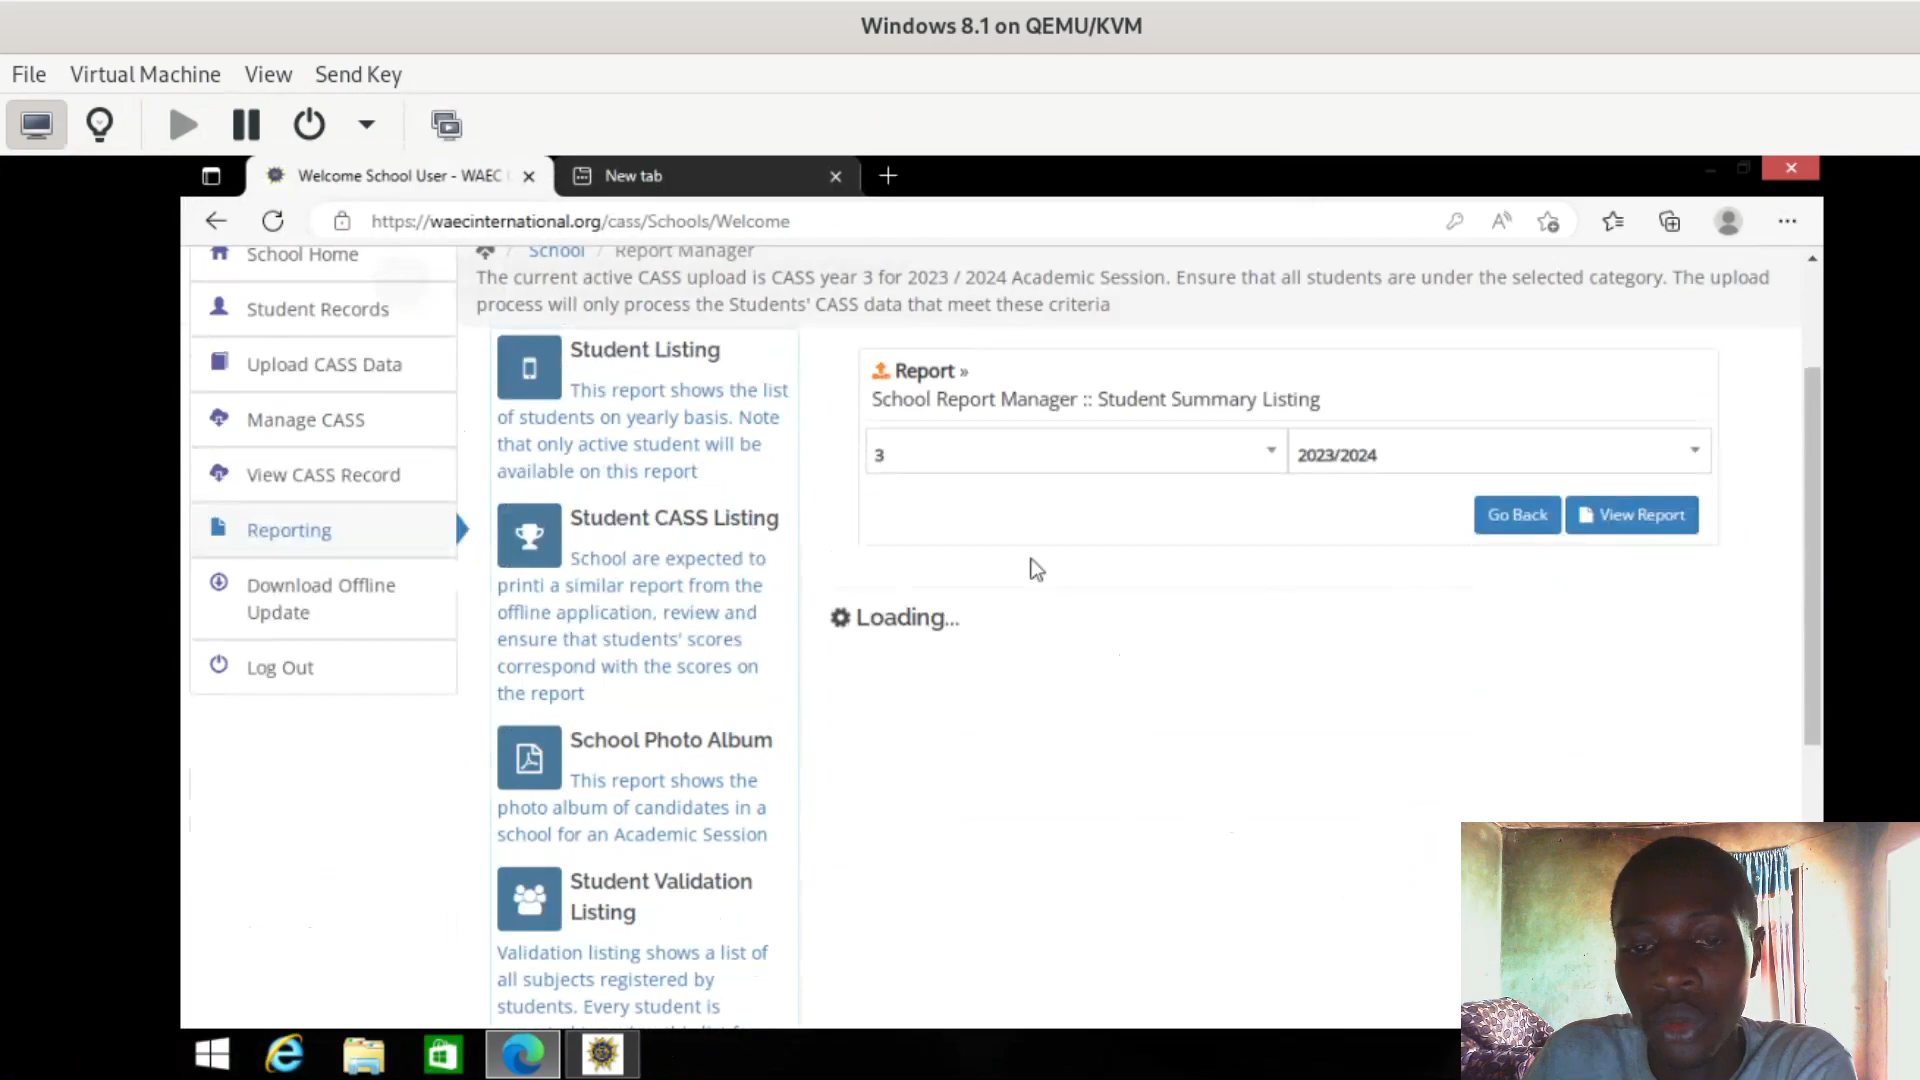 Windows 8.1 on QEMU/KVM
File Virtual Machine View Send Key
Welcome School User - WAEC
New tab
https://waecinternational.org/cass/Schools/Welcome
School Home
Student Records
Upload CASS Data
Manage CASS
View CASS Record
Reporting
Download Offline
Update
Log Out
/ School / Report Manager
The current active CASS upload is CASS year 3 for 2023 / 2024 Academic Session. Ensure that all students are under the selected category. The upload
process will only process the Students' CASS data that meet these criteria
Student Listing
This report shows the list
of students on yearly basis. Note
that only active student will be
available on this report
Student CASS Listing
School are expected to
printi a similar report from the
offline application, review and
ensure that students' scores
correspond with the scores on
the report
School Photo Album
This report shows the
photo album of candidates in a
school for an Academic Session
Student Validation
Listing
Validation listing shows a list of
all subjects registered by
students. Every student is
Report »
School Report Manager :: Student Summary Listing
3
2023/2024
Go Back
View Report
Loading...